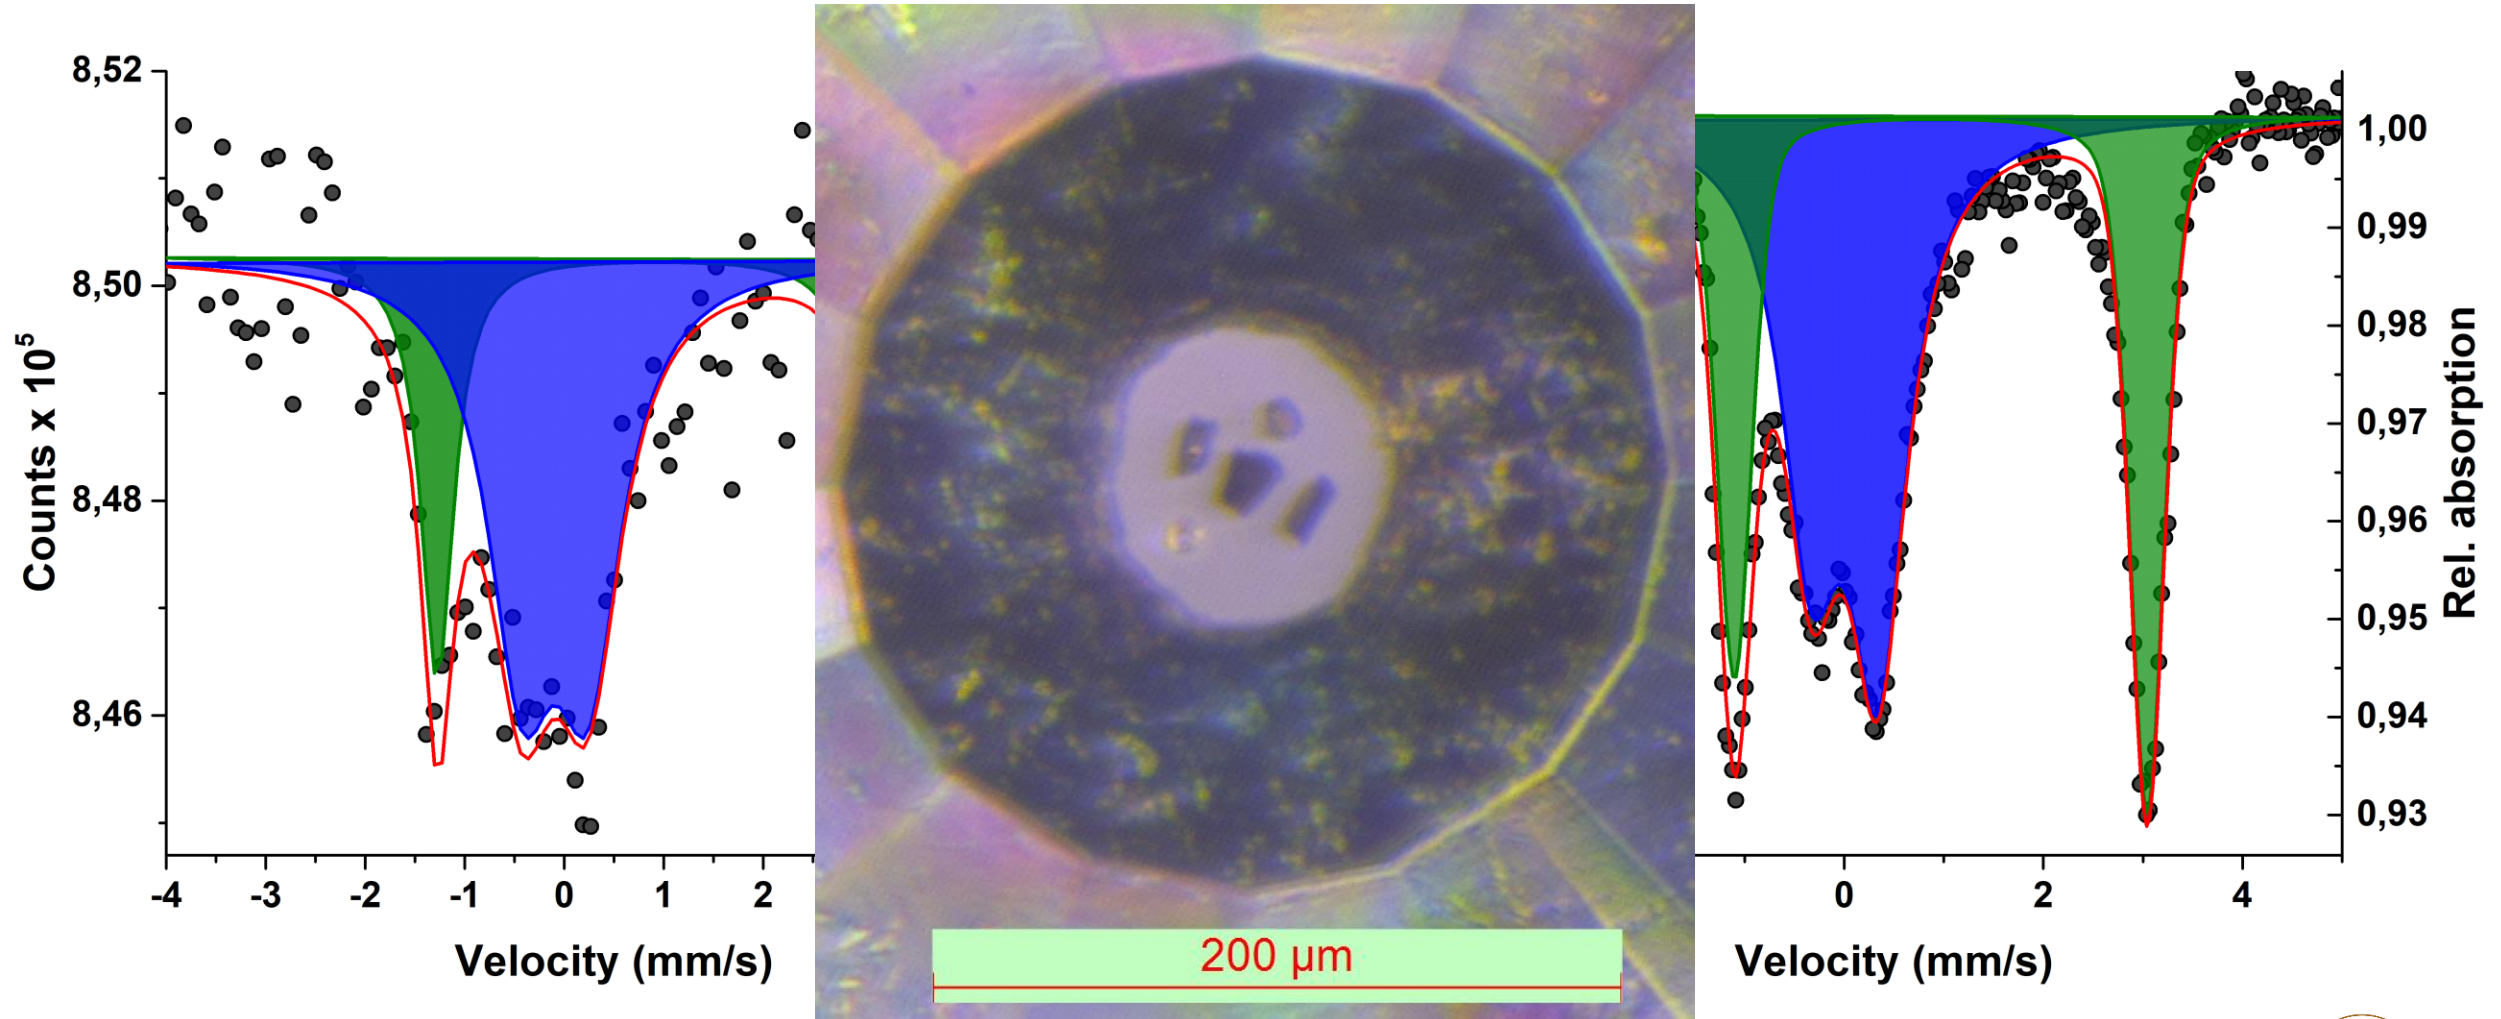 8,52
8,50
8,48
8,46
Counts x 10⁵
-4 -3 -2 -1 0 1 2
Velocity (mm/s)
200 µm
1,00
0,99
0,98
0,97
0,96
0,95
0,94
0,93
Rel. absorption
0 2 4
Velocity (mm/s)